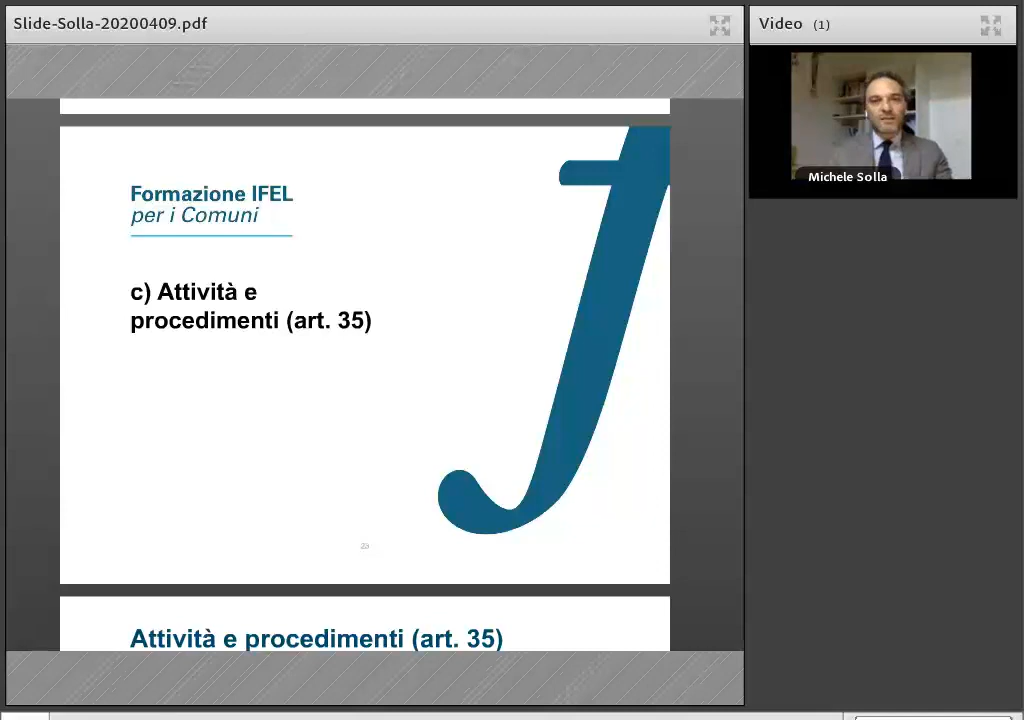 Slide-Solla-20200409.pdf
Video (1)
Michele Solla
Formazione IFEL
per i Comuni
c) Attività e
procedimenti (art. 35)
23
Attività e procedimenti (art. 35)